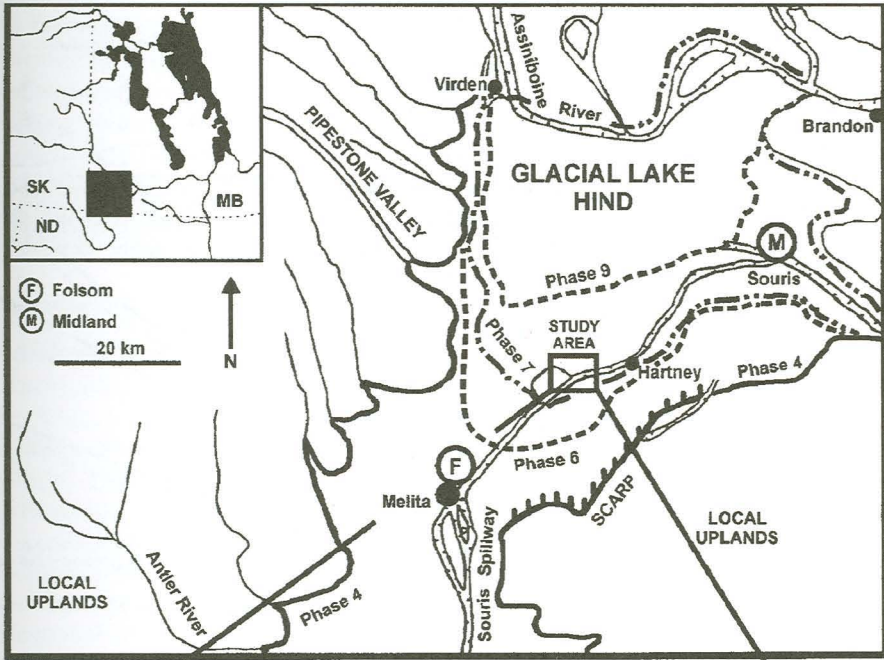 SK
MB
ND
F Folsom
M Midland
20 km
N
PIPESTONE VALLEY
Virden
Assiniboine
River
Brandon
GLACIAL LAKE
HIND
M
Souris
Phase 9
Phase 7
STUDY
AREA
Hartney
Phase 4
Phase 6
F
Melita
SCARP
LOCAL
UPLANDS
Souris Spillway
Antler River
LOCAL
UPLANDS
Phase 4